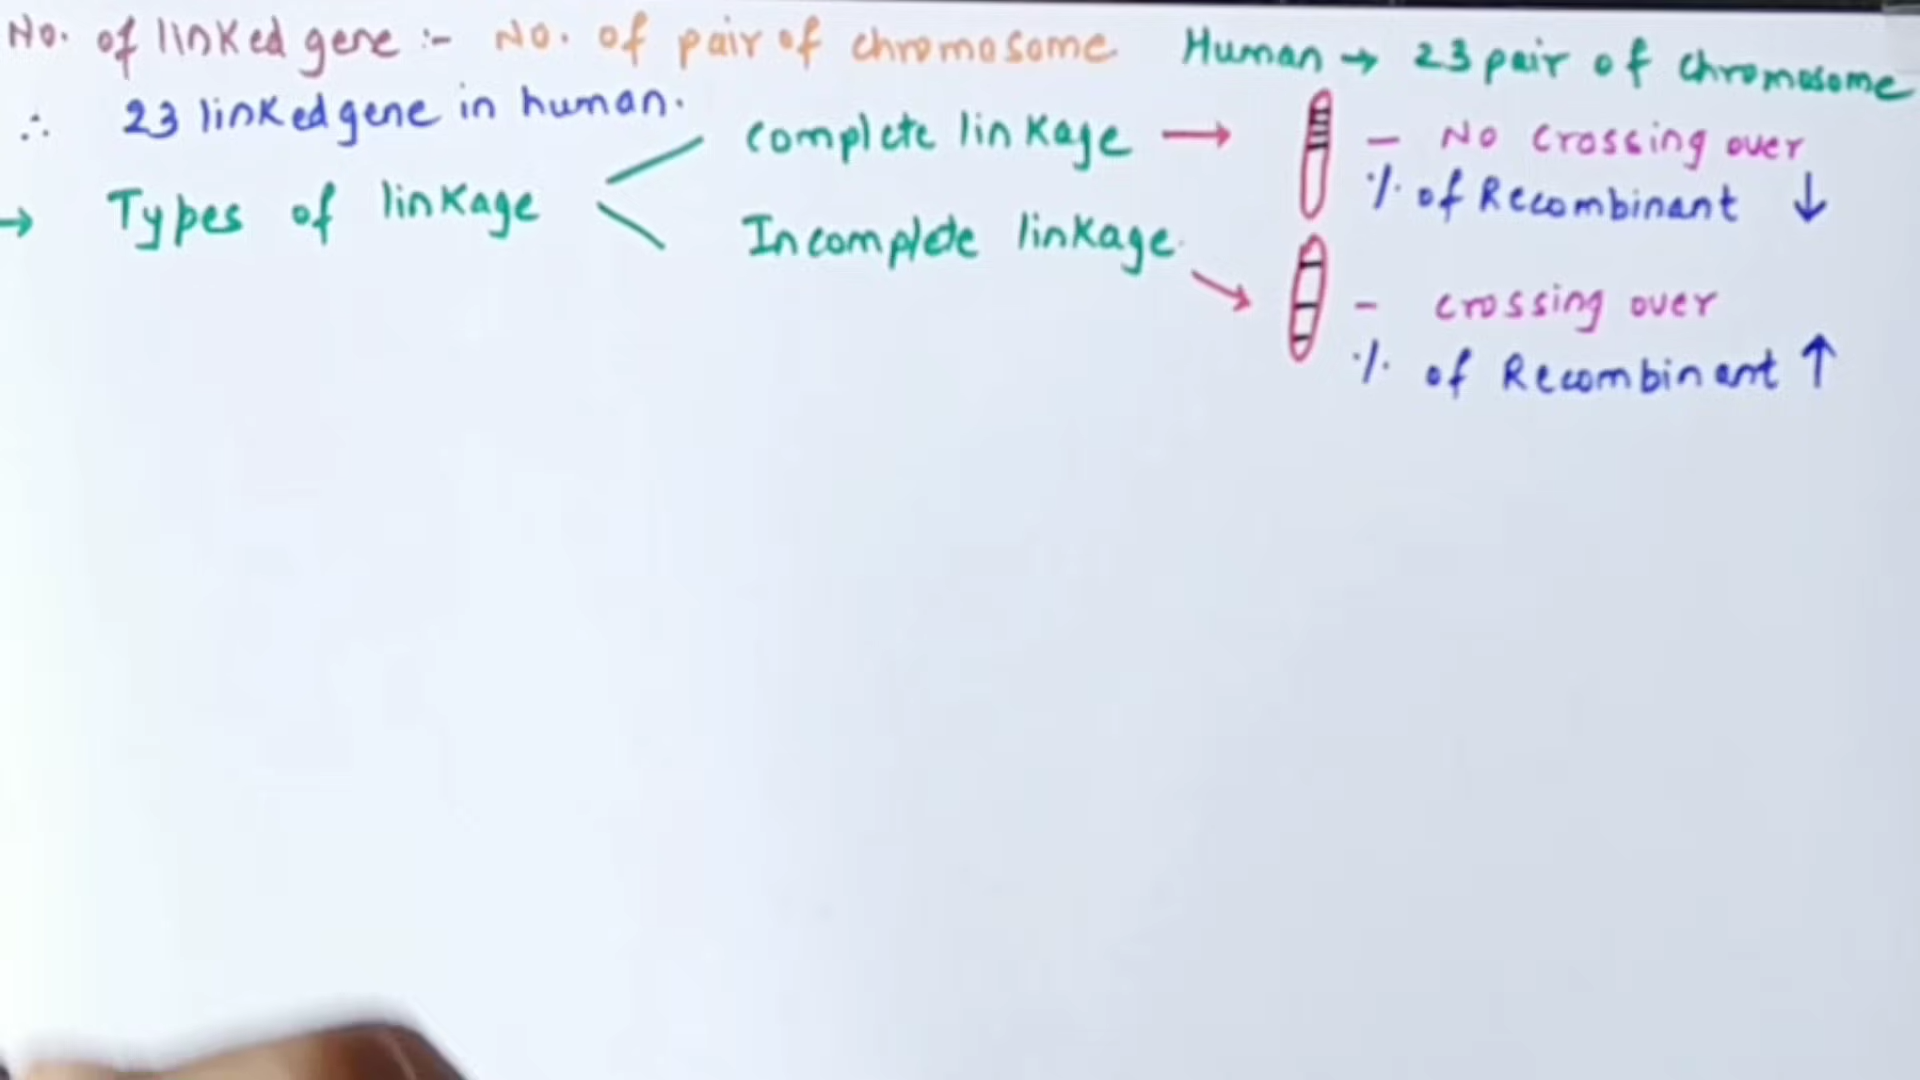 No. of linked gene :- No. of pair of chromosome Human → 23 pair of chromosome
∴ 23 linked gene in human.
→ Types of linkage
complete linkage → - No crossing over
% of Recombinant ↓
Incomplete linkage → - crossing over
% of Recombinant ↑